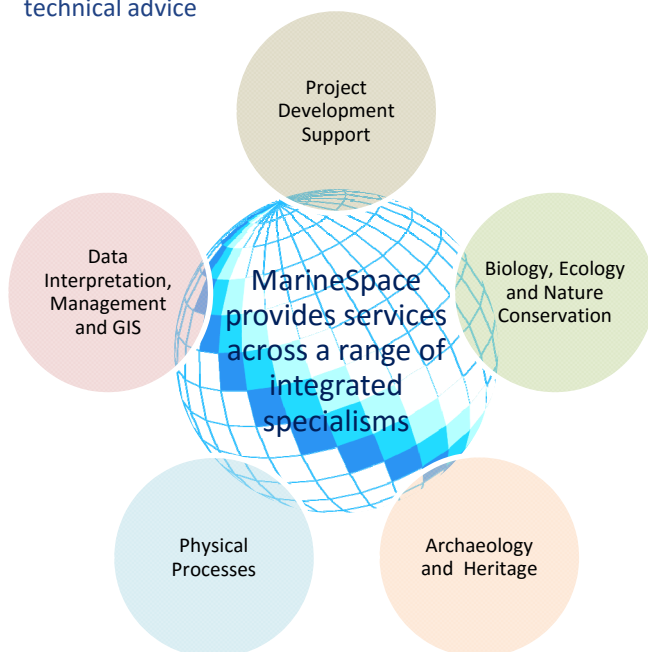 technical advice
Project
Development
Support
Data
Interpretation,
Management
and GIS
MarineSpace
provides services
across a range of
integrated
specialisms
Biology, Ecology
and Nature
Conservation
Physical
Processes
Archaeology
and Heritage